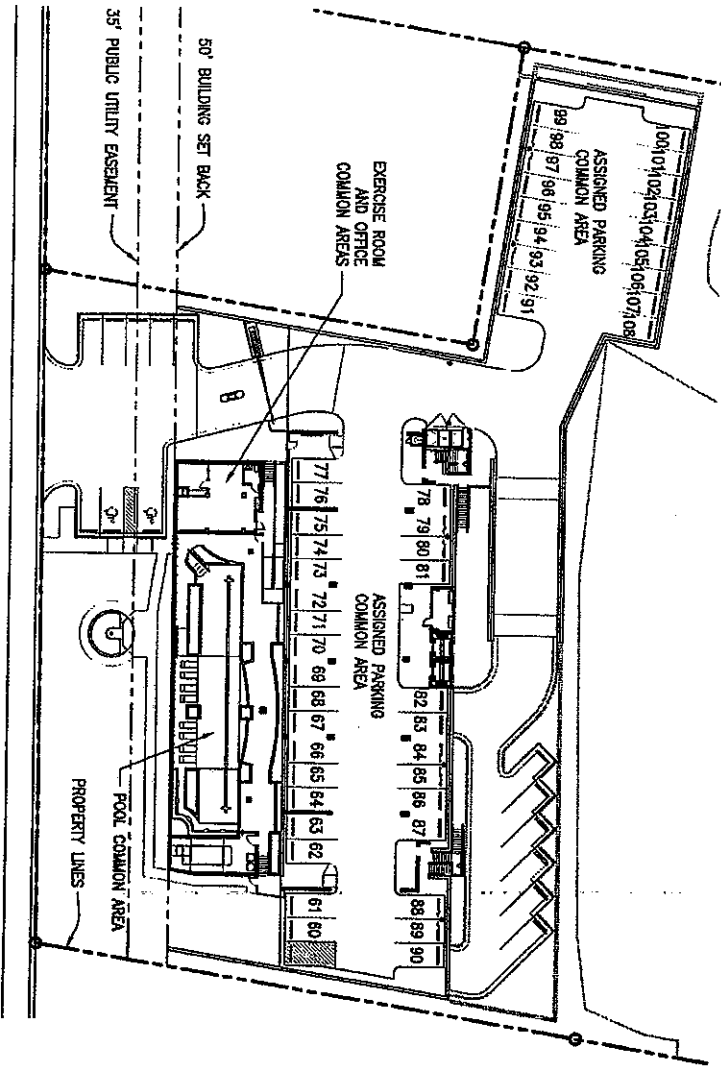 50' BUILDING SET BACK
35' PUBLIC UTILITY EASEMENT
EXERCISE ROOM
AND OFFICE
COMMON AREAS
ASSIGNED PARKING
COMMON AREA
100 101 102 103 104 105 106 107 108
99 98 97 96 95 94 93 92 91
ASSIGNED PARKING
COMMON AREA
77 76 75 74 73 72 71 70 69 68 67 66 65 64 63 62 61 60
78 79 80 81 82 83 84 85 86 87 88 89 90
POOL COMMON AREA
PROPERTY LINES